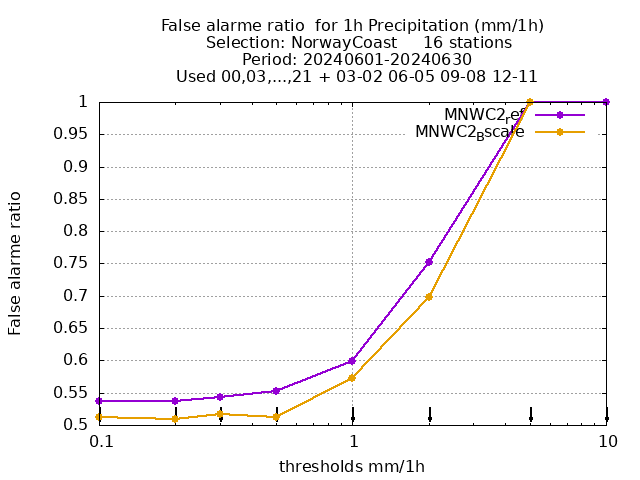 False alarme ratio  for 1h Precipitation (mm/1h)
Selection: NorwayCoast     16 stations
Period: 20240601-20240630
Used 00,03,...,21 + 03-02 06-05 09-08 12-11
MNWC2ref
MNWC2Bscale
1
0.95
0.9
0.85
0.8
0.75
0.7
0.65
0.6
0.55
0.5
False alarme ratio
0.1 1 10
thresholds mm/1h